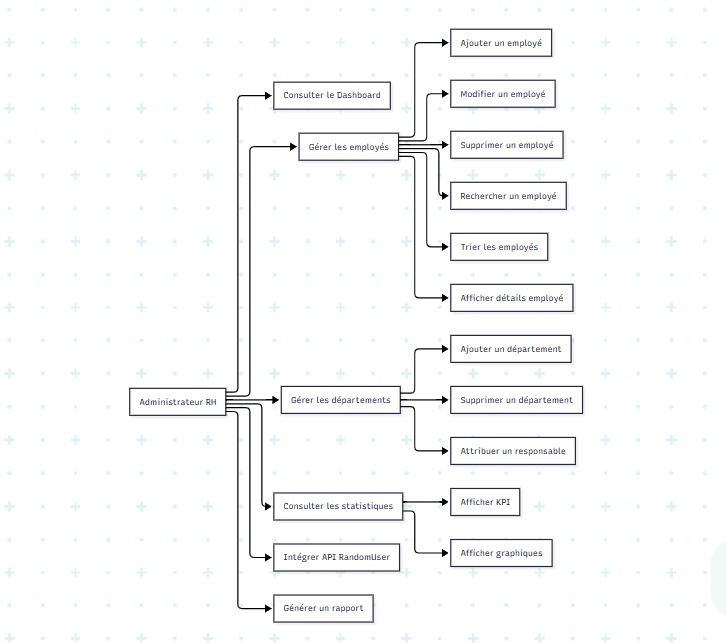 Ajouter un employé
Consulter le Dashboard
Modifier un employé
Gérer les employés
Supprimer un employé
Rechercher un employé
Trier les employés
Afficher détails employé
Ajouter un département
Administrateur RH
Gérer les départements
Supprimer un département
Attribuer un responsable
Consulter les statistiques
Afficher KPI
Afficher graphiques
Intégrer API RandomUser
Générer un rapport